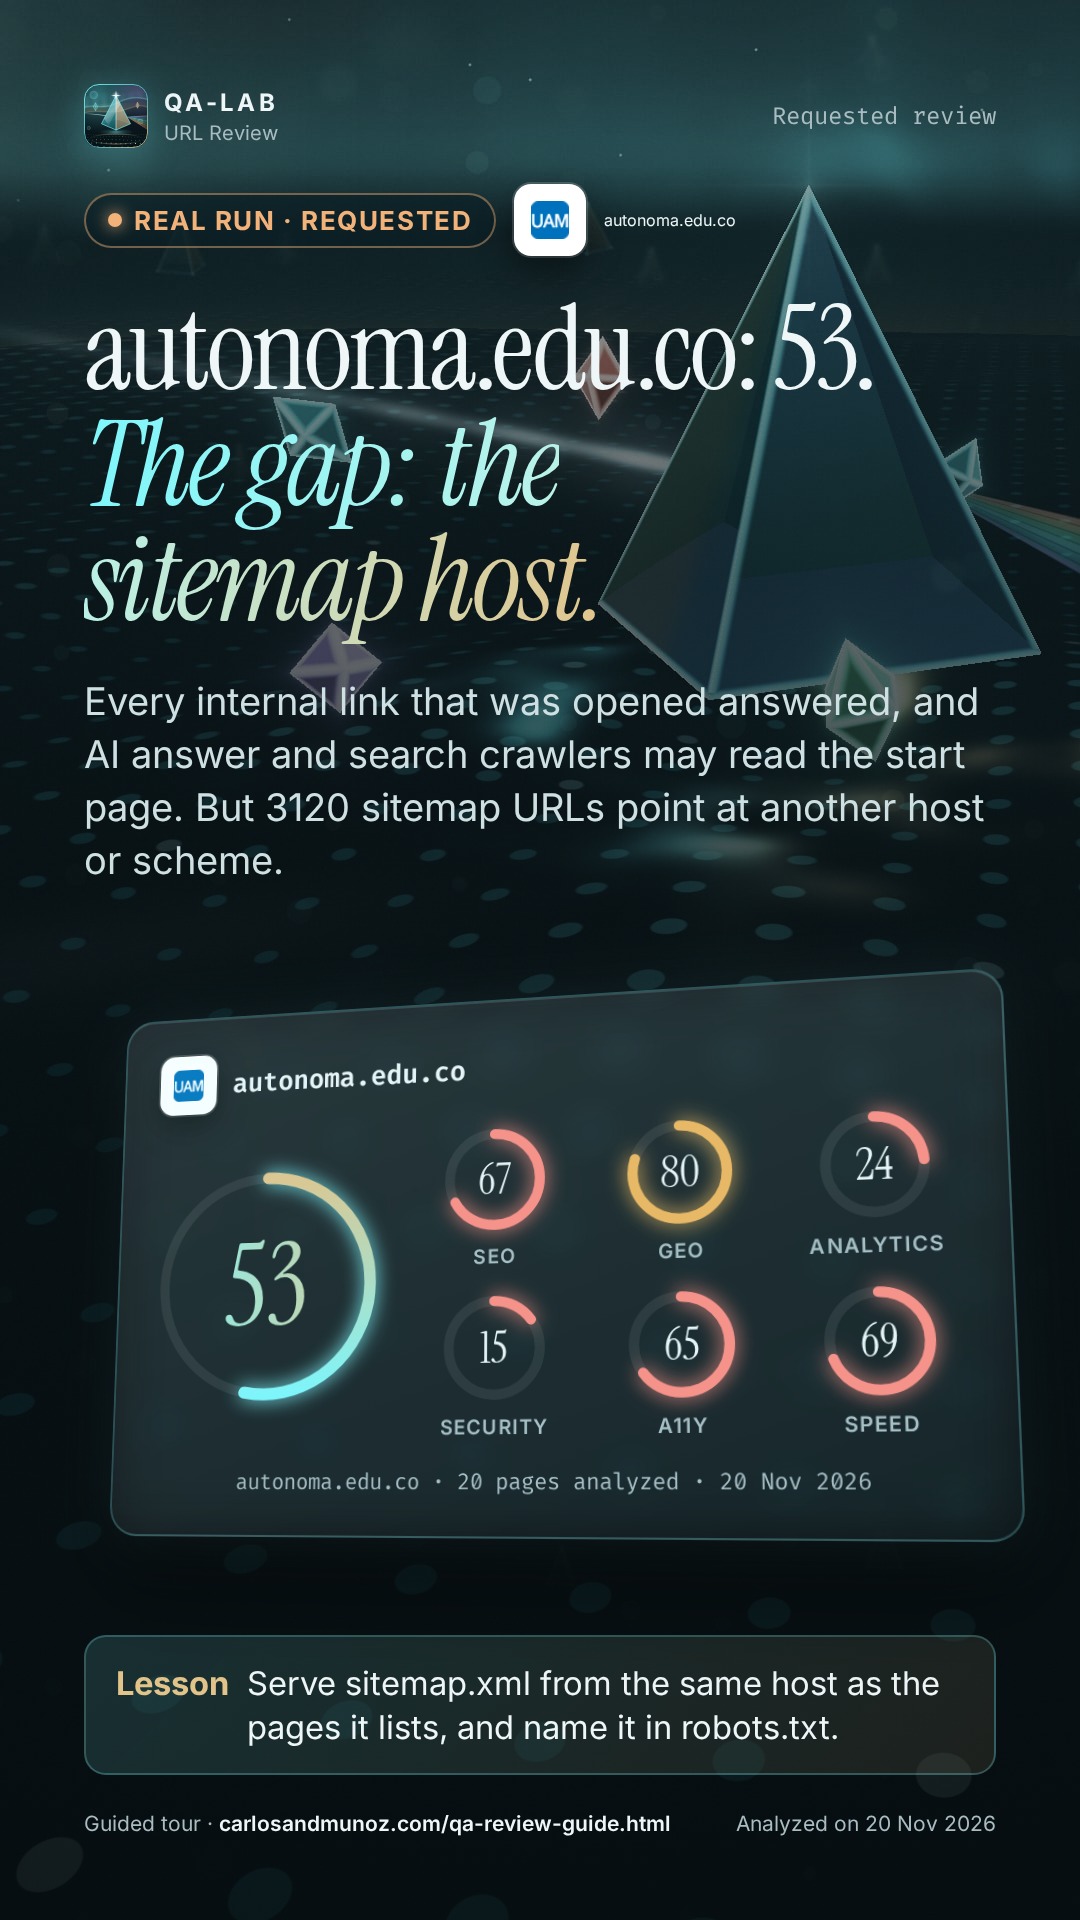 QA-LAB
URL Review
Requested review
REAL RUN · REQUESTED
UAM
autonoma.edu.co
autonoma.edu.co: 53.
The gap: the
sitemap host.
Every internal link that was opened answered, and
AI answer and search crawlers may read the start
page. But 3120 sitemap URLs point at another host
or scheme.
UAM
autonoma.edu.co
53
67
SEO
80
GEO
24
ANALYTICS
15
SECURITY
65
A11Y
69
SPEED
autonoma.edu.co · 20 pages analyzed · 20 Nov 2026
Lesson Serve sitemap.xml from the same host as the
pages it lists, and name it in robots.txt.
Guided tour · carlosandmunoz.com/qa-review-guide.html
Analyzed on 20 Nov 2026